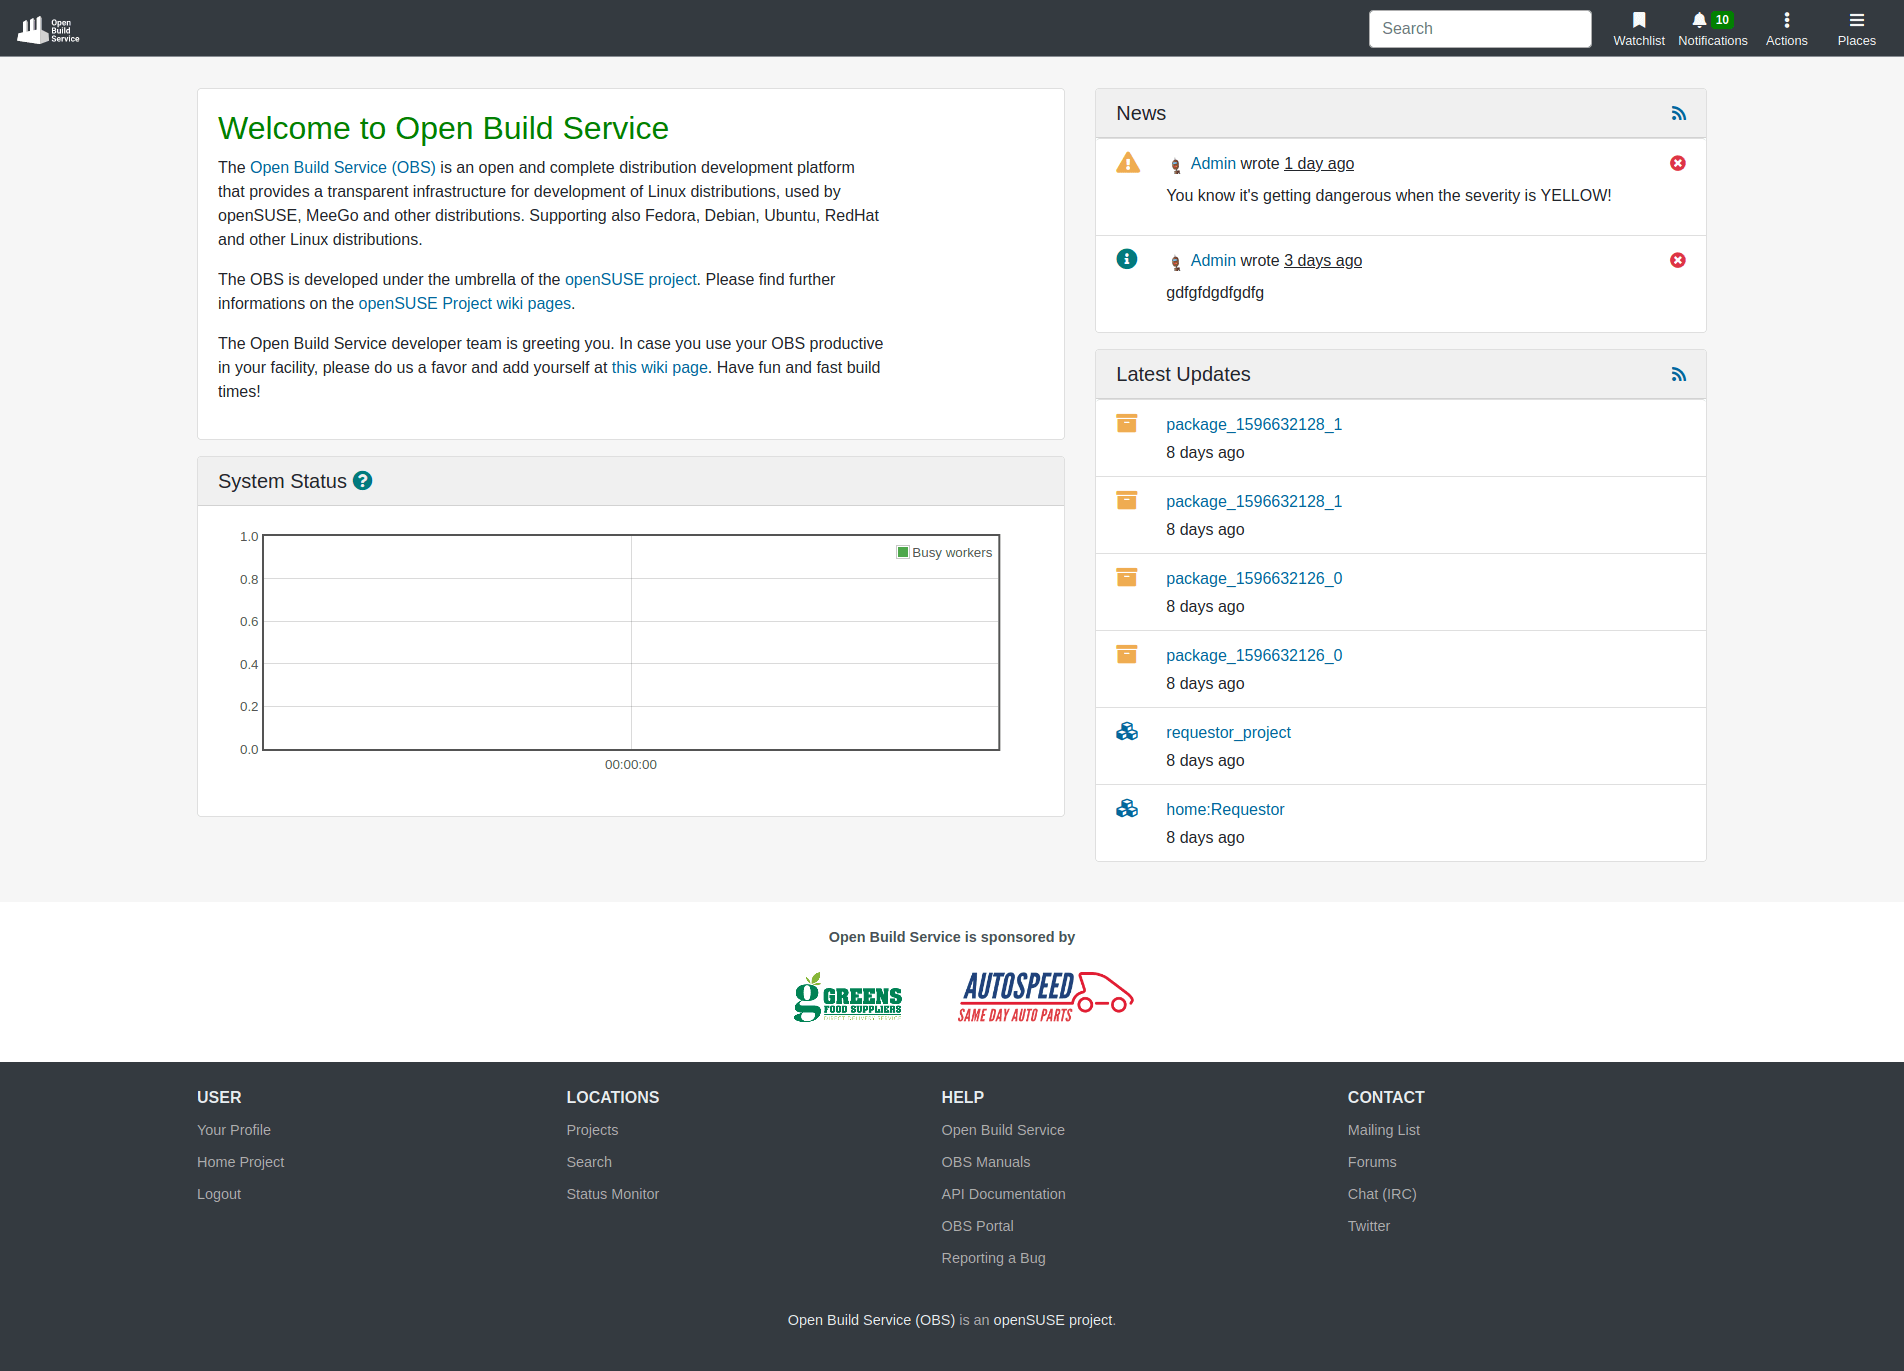 Open
Build
Service
Search
Watchlist
Notifications 10
Actions
Places
Welcome to Open Build Service
The Open Build Service (OBS) is an open and complete distribution development platform
that provides a transparent infrastructure for development of Linux distributions, used by
openSUSE, MeeGo and other distributions. Supporting also Fedora, Debian, Ubuntu, RedHat
and other Linux distributions.
The OBS is developed under the umbrella of the openSUSE project. Please find further
informations on the openSUSE Project wiki pages.
The Open Build Service developer team is greeting you. In case you use your OBS productive
in your facility, please do us a favor and add yourself at this wiki page. Have fun and fast build
times!
System Status
1.0
0.8
0.6
0.4
0.2
0.0
Busy workers
00:00:00
News
Admin wrote 1 day ago
You know it's getting dangerous when the severity is YELLOW!
Admin wrote 3 days ago
gdfgfdgdfgdfg
Latest Updates
package_1596632128_1
8 days ago
package_1596632128_1
8 days ago
package_1596632126_0
8 days ago
package_1596632126_0
8 days ago
requestor_project
8 days ago
home:Requestor
8 days ago
Open Build Service is sponsored by
g GREENS
FOOD SUPPLIERS
DIRECT DELIVERY SERVICE
AUTOSPEED
SAME DAY AUTO PARTS
USER
Your Profile
Home Project
Logout
LOCATIONS
Projects
Search
Status Monitor
HELP
Open Build Service
OBS Manuals
API Documentation
OBS Portal
Reporting a Bug
CONTACT
Mailing List
Forums
Chat (IRC)
Twitter
Open Build Service (OBS) is an openSUSE project.